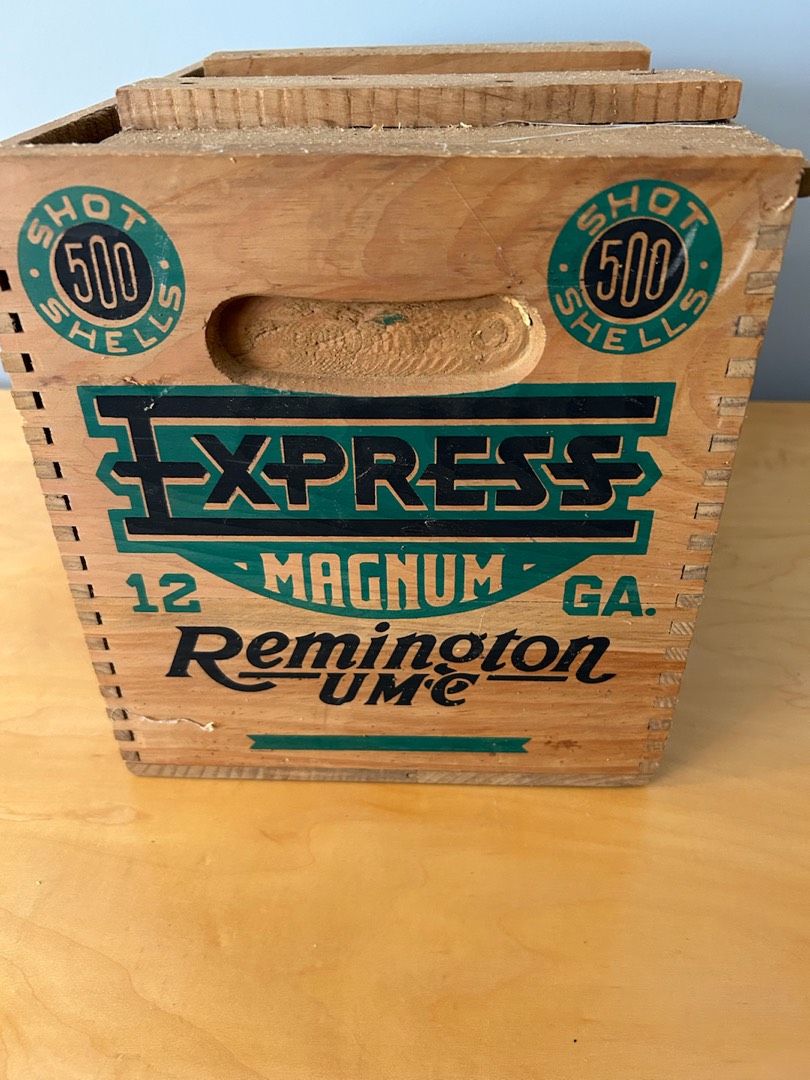 SHOT
500
SHELLS
SHOT
500
SHELLS
EXPRESS
MAGNUM
12 GA.
Remington
UMC